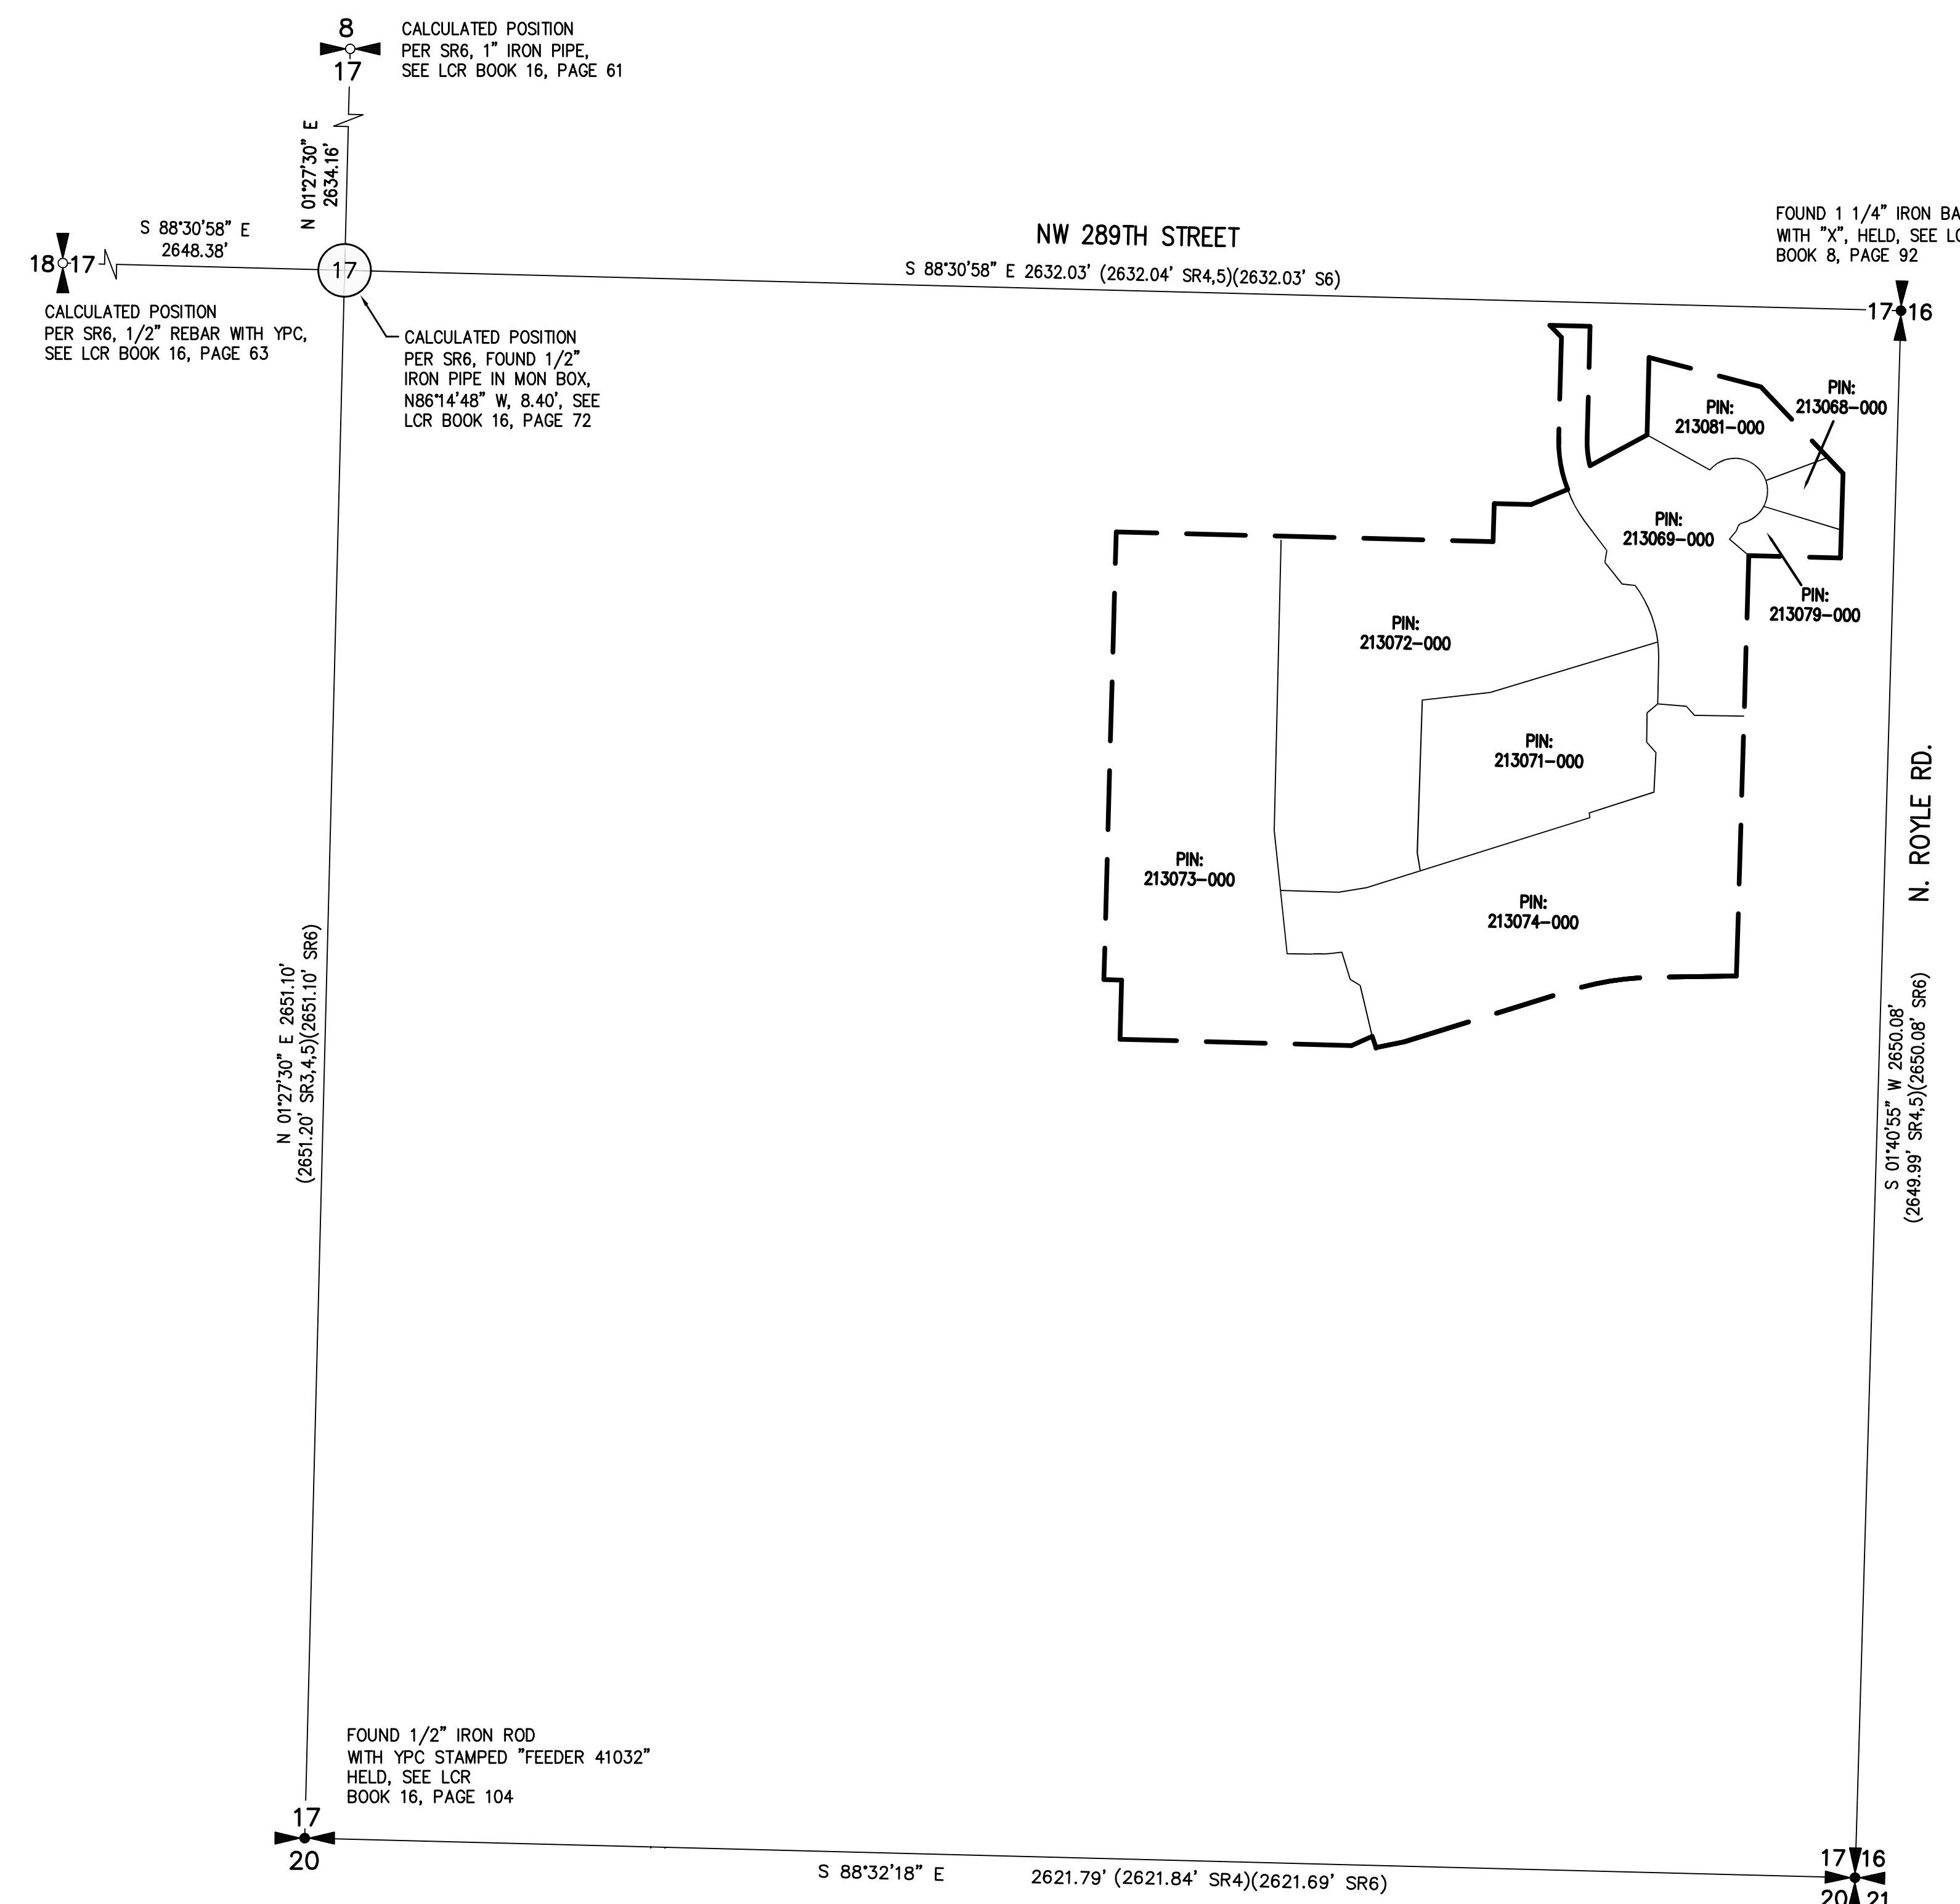 8
17
CALCULATED POSITION
PER SR6, 1" IRON PIPE,
SEE LCR BOOK 16, PAGE 61
N 01°27'30" E
2634.16'
S 88°30'58" E
2648.38'
18 17
CALCULATED POSITION
PER SR6, 1/2" REBAR WITH YPC,
SEE LCR BOOK 16, PAGE 63
17
CALCULATED POSITION
PER SR6, FOUND 1/2"
IRON PIPE IN MON BOX,
N86°14'48" W, 8.40', SEE
LCR BOOK 16, PAGE 72
NW 289TH STREET
S 88°30'58" E 2632.03' (2632.04' SR4,5)(2632.03' S6)
FOUND 1 1/4" IRON BA
WITH "X", HELD, SEE LC
BOOK 8, PAGE 92
17 16
PIN:
213068-000
PIN:
213081-000
PIN:
213069-000
PIN:
213079-000
PIN:
213072-000
PIN:
213071-000
PIN:
213073-000
PIN:
213074-000
N. ROYLE RD.
S 01°40'55" W 2650.08'
(2649.99' SR4,5)(2650.08' SR6)
N 01°27'30" E 2651.10'
(2651.20' SR3,4,5)(2651.10' SR6)
FOUND 1/2" IRON ROD
WITH YPC STAMPED "FEEDER 41032"
HELD, SEE LCR
BOOK 16, PAGE 104
17
20
S 88°32'18" E 2621.79' (2621.84' SR4)(2621.69' SR6)
17 16
20 21